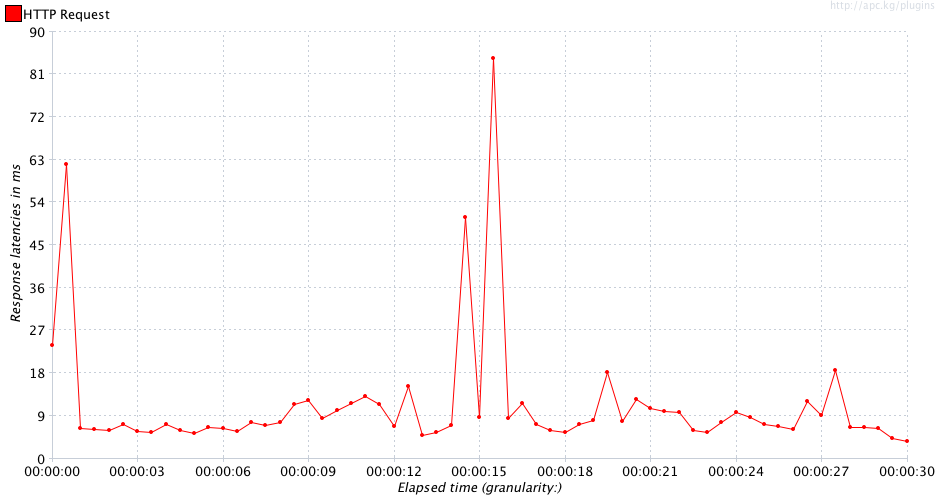 http://apc.kg/plugins
HTTP Request
90
81
72
63
54
45
36
27
18
9
0
Response latencies in ms
00:00:00 00:00:03 00:00:06 00:00:09 00:00:12 00:00:15 00:00:18 00:00:21 00:00:24 00:00:27 00:00:30
Elapsed time (granularity:)